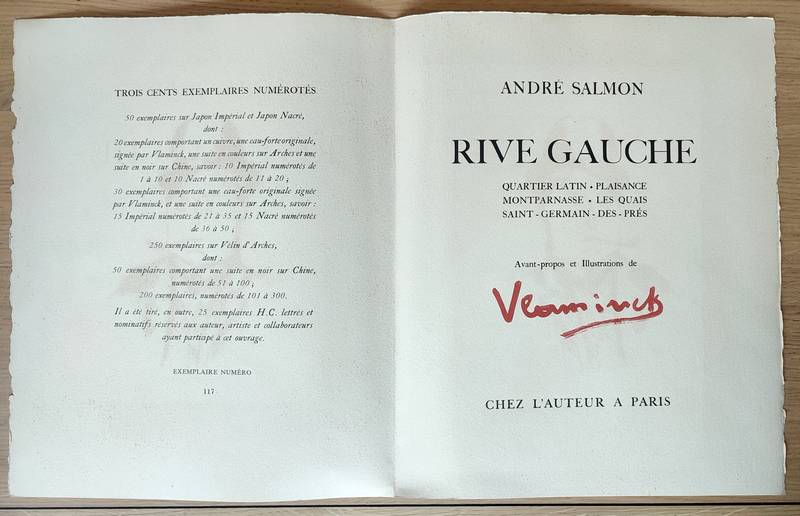 TROIS CENTS EXEMPLAIRES NUMÉROTÉS
50 exemplaires sur Japon Impérial et Japon Nacré,
dont :
20 exemplaires comportant un cuivre, une eau-forte originale,
signée par Vlaminck, une suite en couleurs sur Arches et une
suite en noir sur Chine, savoir : 10 Impérial numérotés de
1 à 10 et 10 Nacré numérotés de 11 à 20 ;
30 exemplaires comportant une eau-forte originale signée
par Vlaminck, et une suite en couleurs sur Arches, savoir :
15 Impérial numérotés de 21 à 35 et 15 Nacré numérotés
de 36 à 50 ;
250 exemplaires sur Vélin d'Arches,
dont :
50 exemplaires comportant une suite en noir sur Chine,
numérotés de 51 à 100 ;
200 exemplaires, numérotés de 101 à 300.
Il a été tiré, en outre, 25 exemplaires H.C. lettrés et
nominatifs réservés aux auteur, artiste et collaborateurs
ayant participé à cet ouvrage.
EXEMPLAIRE NUMÉRO
117
ANDRÉ SALMON
RIVE GAUCHE
QUARTIER LATIN • PLAISANCE
MONTPARNASSE • LES QUAIS
SAINT - GERMAIN - DES - PRÉS
Avant-propos et Illustrations de
Vlaminck
CHEZ L'AUTEUR A PARIS